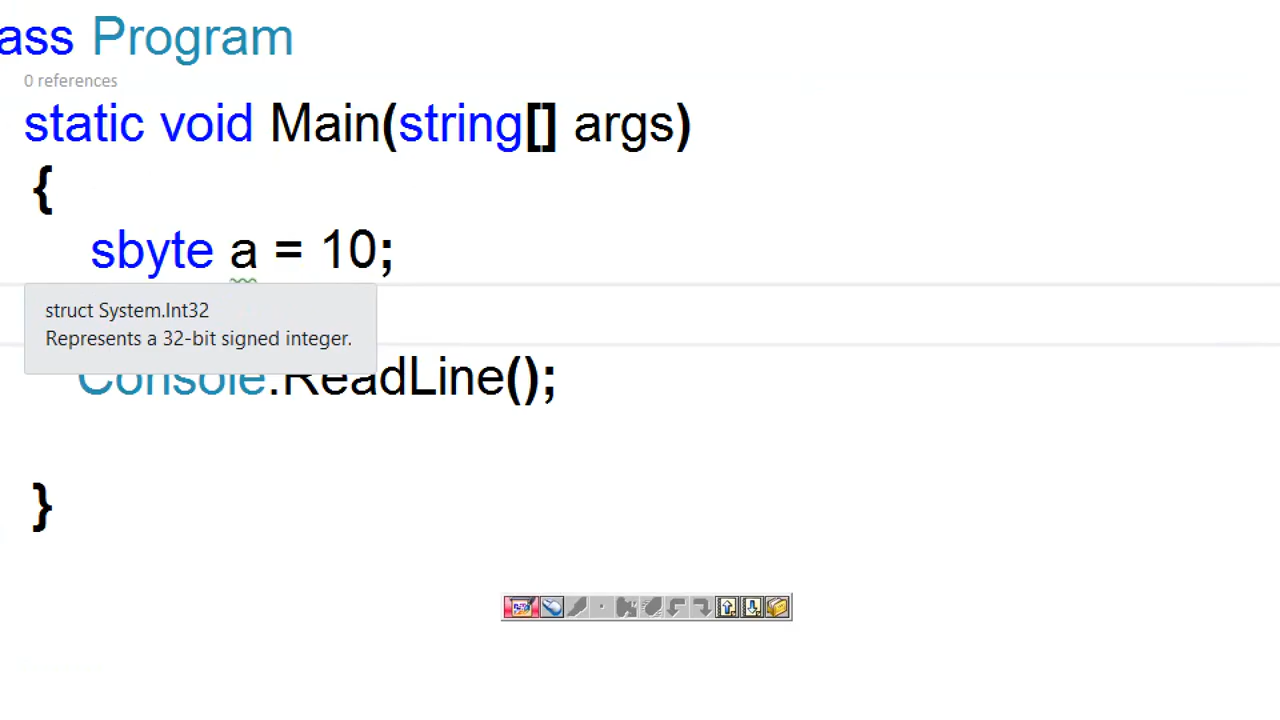 ass Program
0 references
static void Main(string[] args)
{
sbyte a = 10;
struct System.Int32
Represents a 32-bit signed integer.
Console.ReadLine();
}